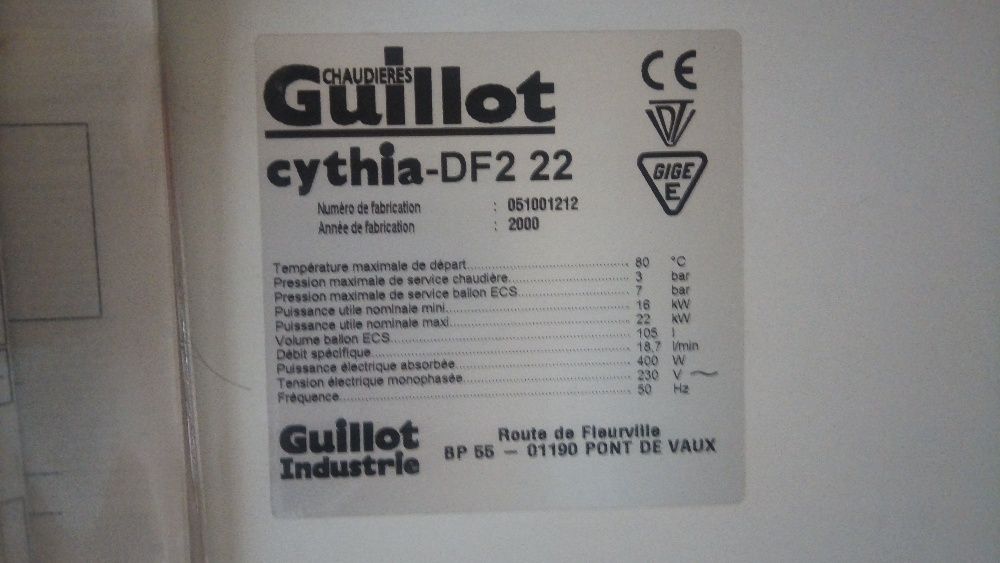 CHAUDIERES
Guillot
cythia-DF2 22
Numéro de fabrication : 051001212
Année de fabrication : 2000
CE
DTV
GIGE
E
Température maximale de départ 80 °C
Pression maximale de service chaudière 3 bar
Pression maximale de service ballon ECS 7 bar
Puissance utile nominale mini 16 kW
Puissance utile nominale maxi 22 kW
Volume ballon ECS 105 l
Débit spécifique 18,7 l/min
Puissance électrique absorbée 400 W
Tension électrique monophasée 230 V ~
Fréquence 50 Hz
Guillot
Industrie
Route de Fleurville
BP 55 – 01190 PONT DE VAUX